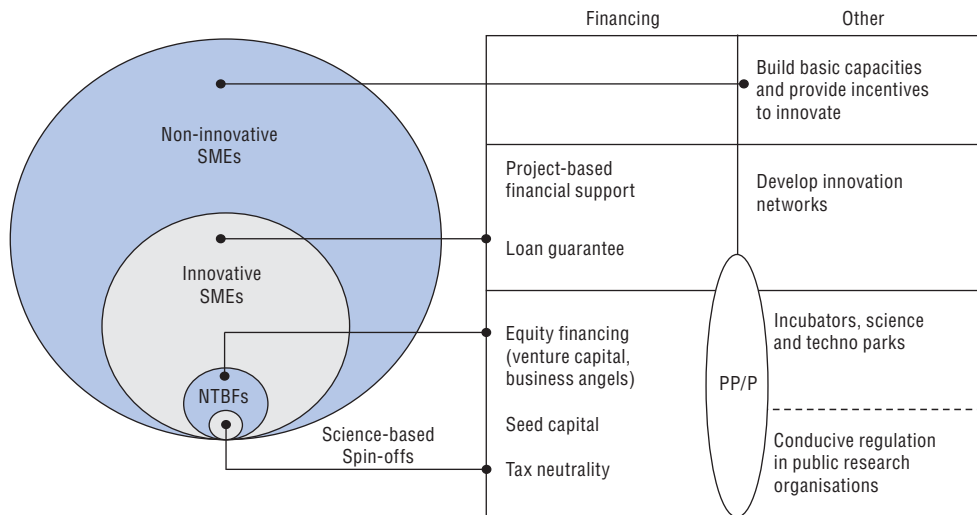 Financing
Other
Non-innovative
SMEs
Build basic capacities
and provide incentives
to innovate
Project-based
financial support
Loan guarantee
Develop innovation
networks
Innovative
SMEs
NTBFs
Science-based
Spin-offs
Equity financing
(venture capital,
business angels)
Seed capital
Tax neutrality
PP/P
Incubators, science
and techno parks
Conducive regulation
in public research
organisations